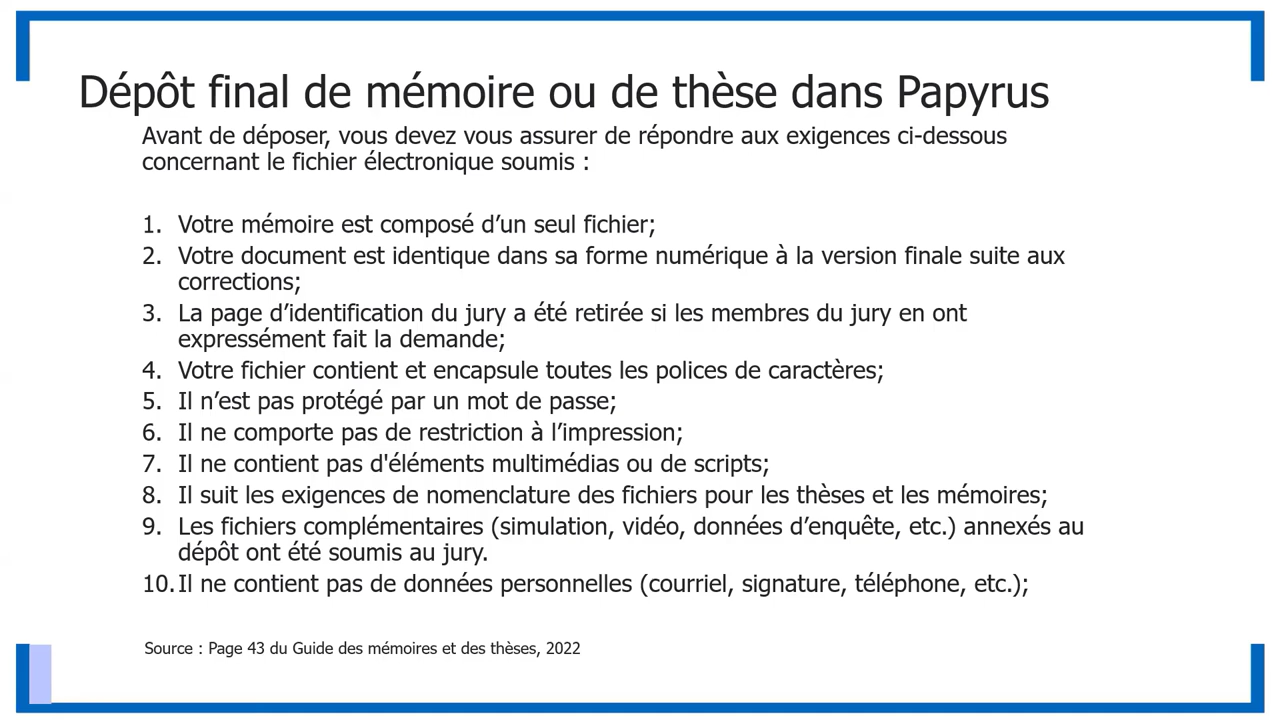 Dépôt final de mémoire ou de thèse dans Papyrus
Avant de déposer, vous devez vous assurer de répondre aux exigences ci-dessous
concernant le fichier électronique soumis :
1. Votre mémoire est composé d’un seul fichier;
2. Votre document est identique dans sa forme numérique à la version finale suite aux
corrections;
3. La page d’identification du jury a été retirée si les membres du jury en ont
expressément fait la demande;
4. Votre fichier contient et encapsule toutes les polices de caractères;
5. Il n’est pas protégé par un mot de passe;
6. Il ne comporte pas de restriction à l’impression;
7. Il ne contient pas d'éléments multimédias ou de scripts;
8. Il suit les exigences de nomenclature des fichiers pour les thèses et les mémoires;
9. Les fichiers complémentaires (simulation, vidéo, données d’enquête, etc.) annexés au
dépôt ont été soumis au jury.
10. Il ne contient pas de données personnelles (courriel, signature, téléphone, etc.);
Source : Page 43 du Guide des mémoires et des thèses, 2022